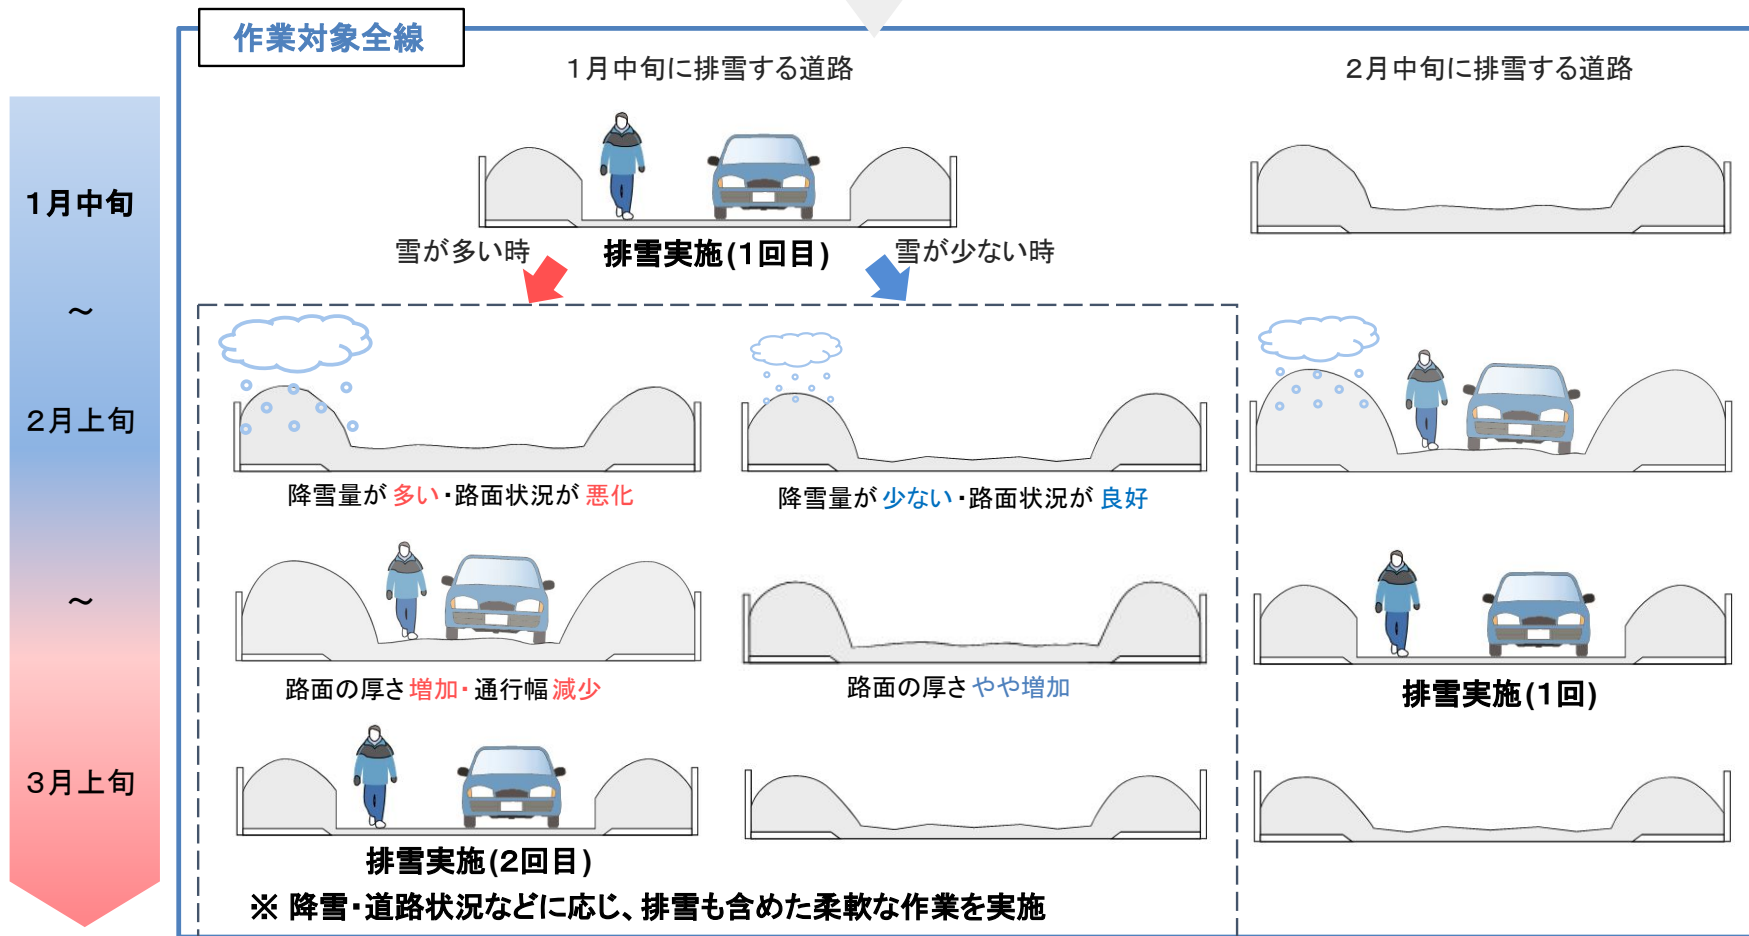 作業対象全線
1月中旬に排雪する道路
2月中旬に排雪する道路
1月中旬
雪が多い時
排雪実施(1回目)
雪が少ない時
～
2月上旬
降雪量が多い・路面状況が悪化
降雪量が少ない・路面状況が良好
～
路面の厚さ増加・通行幅減少
路面の厚さやや増加
排雪実施(1回)
3月上旬
排雪実施(2回目)
※ 降雪・道路状況などに応じ、排雪も含めた柔軟な作業を実施